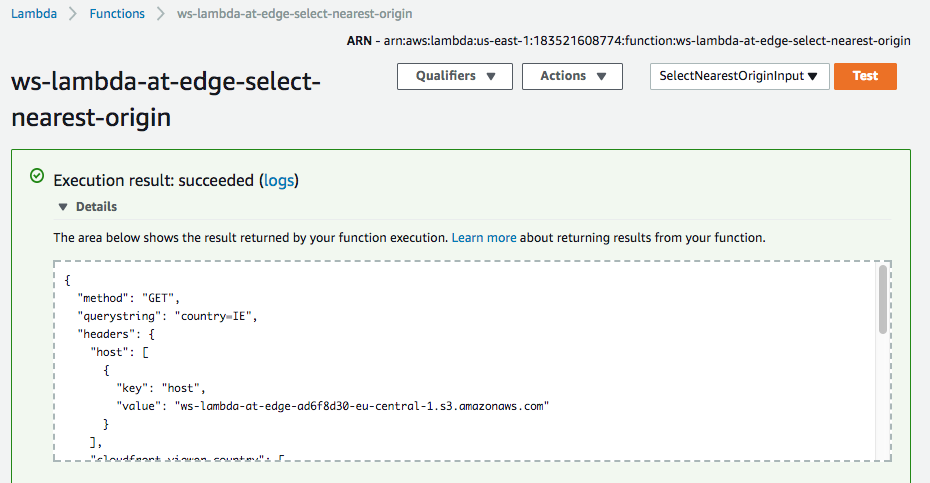 Lambda > Functions > ws-lambda-at-edge-select-nearest-origin
ARN - arn:aws:lambda:us-east-1:183521608774:function:ws-lambda-at-edge-select-nearest-origin
ws-lambda-at-edge-select-
nearest-origin
Qualifiers ▼ Actions ▼ SelectNearestOriginInput ▼ Test
Execution result: succeeded (logs)
▼ Details
The area below shows the result returned by your function execution. Learn more about returning results from your function.
{
"method": "GET",
"querystring": "country=IE",
"headers": {
"host": [
{
"key": "host",
"value": "ws-lambda-at-edge-ad6f8d30-eu-central-1.s3.amazonaws.com"
}
],
"cloudfront-viewer-country": [